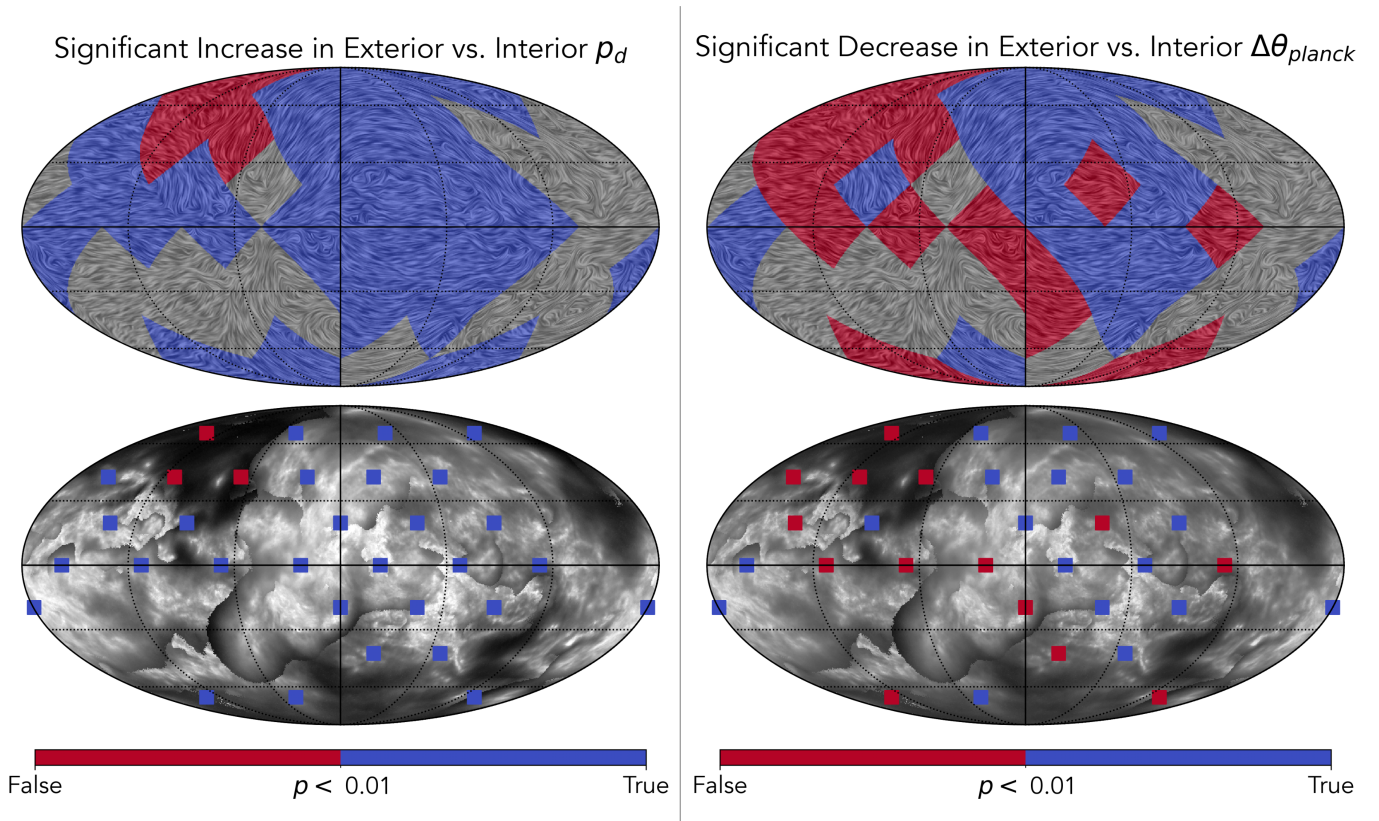 Significant Increase in Exterior vs. Interior p_d
Significant Decrease in Exterior vs. Interior Δθ_planck
False
p < 0.01
True
False
p < 0.01
True